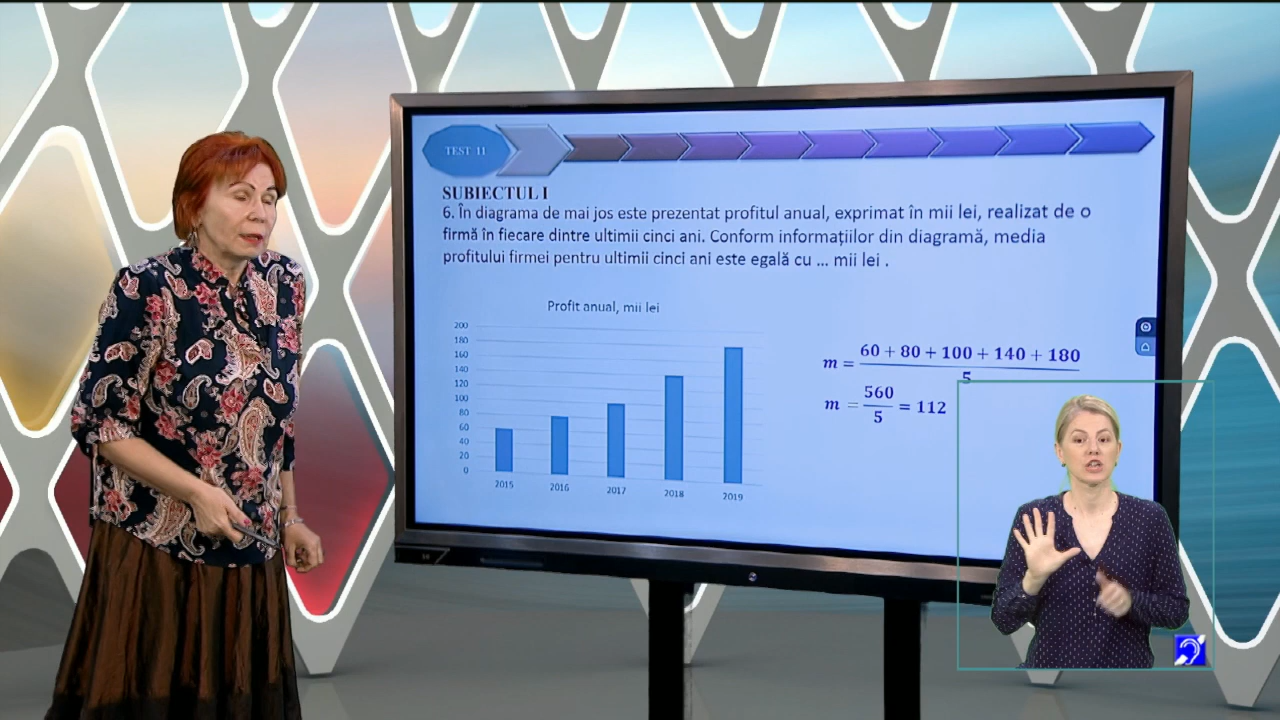 TEST 11
SUBIECTUL I
6. În diagrama de mai jos este prezentat profitul anual, exprimat în mii lei, realizat de o
firmă în fiecare dintre ultimii cinci ani. Conform informațiilor din diagramă, media
profitului firmei pentru ultimii cinci ani este egală cu ... mii lei .
Profit anual, mii lei
200
180
160
140
120
100
80
60
40
20
0
2015 2016 2017 2018 2019
m = 60 + 80 + 100 + 140 + 180
5
m = 560/5 = 112